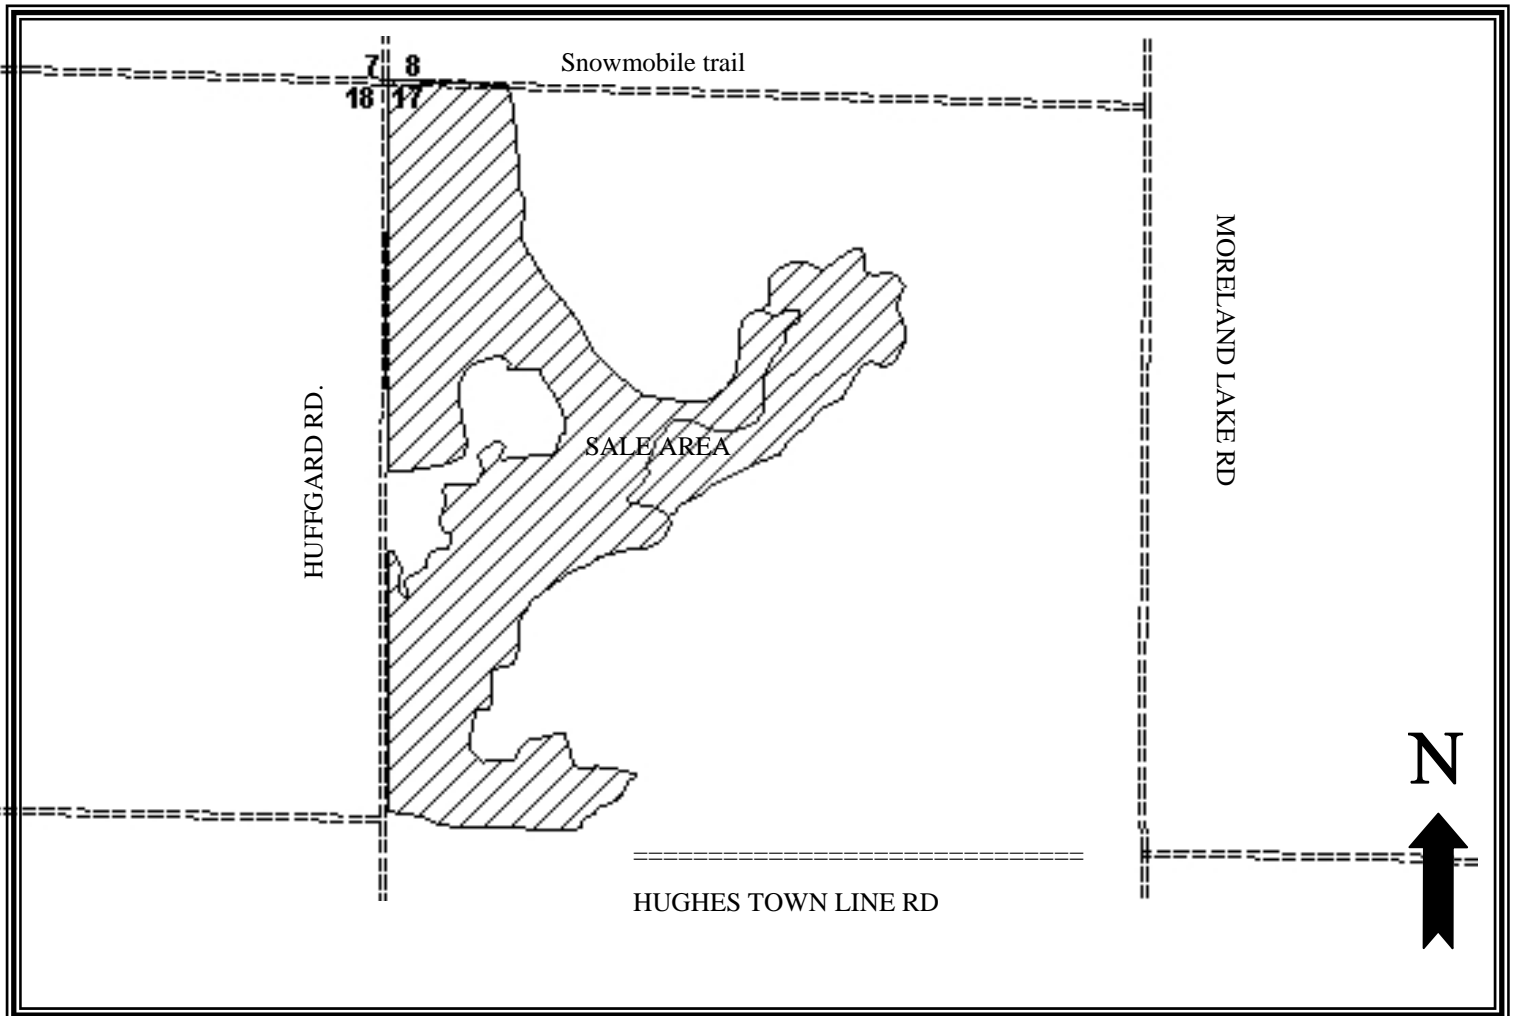 Snowmobile trail
7 8
18 17
MORELAND LAKE RD
HUFFGARD RD.
SALE AREA
N
HUGHES TOWN LINE RD